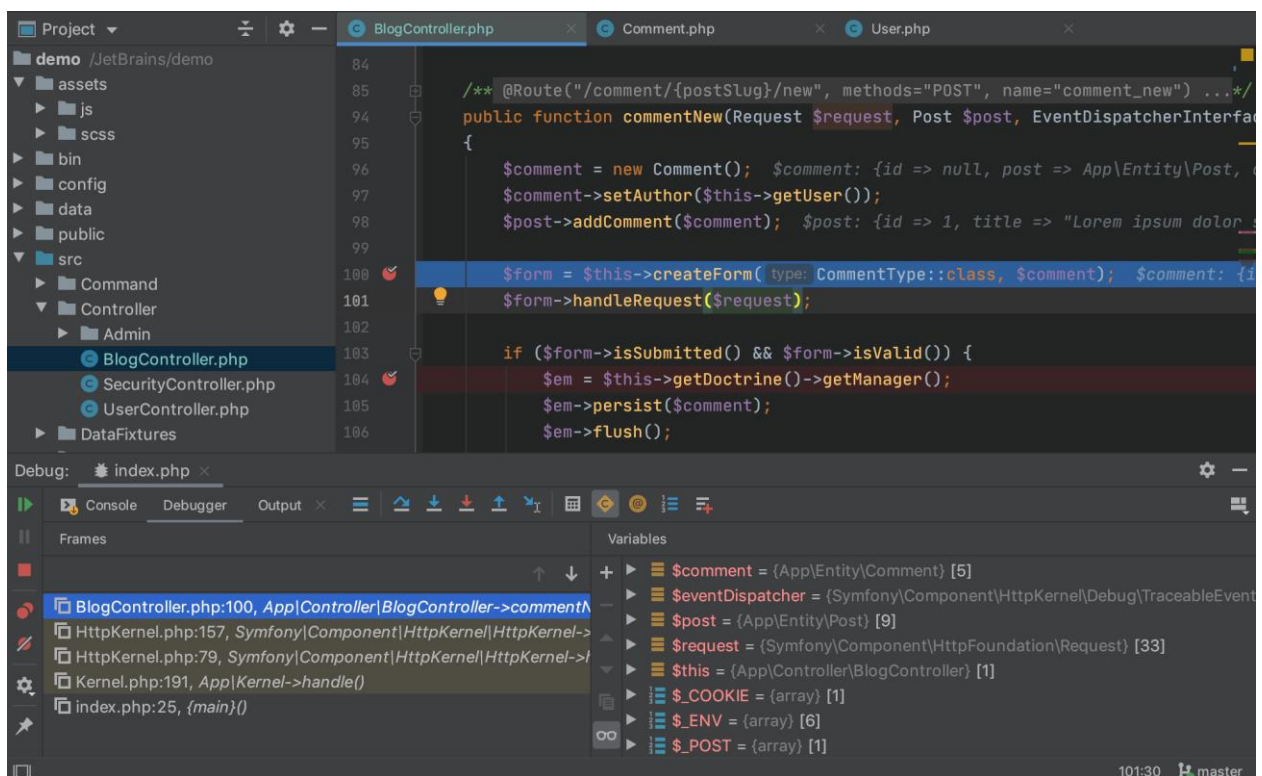 Project
BlogController.php
Comment.php
User.php
demo /JetBrains/demo
assets
js
scss
bin
config
data
public
src
Command
Controller
Admin
BlogController.php
SecurityController.php
UserController.php
DataFixtures
84
85 /** @Route("/comment/{postSlug}/new", methods="POST", name="comment_new") ...*/
94 public function commentNew(Request $request, Post $post, EventDispatcherInterfac
95 {
96 $comment = new Comment(); $comment: {id => null, post => App\Entity\Post,
97 $comment->setAuthor($this->getUser());
98 $post->addComment($comment); $post: {id => 1, title => "Lorem ipsum dolor s
99
100 $form = $this->createForm( type: CommentType::class, $comment); $comment: {i
101 $form->handleRequest($request);
102
103 if ($form->isSubmitted() && $form->isValid()) {
104 $em = $this->getDoctrine()->getManager();
105 $em->persist($comment);
106 $em->flush();
Debug: index.php
Console Debugger Output
Frames
BlogController.php:100, App\Controller\BlogController->commentN
HttpKernel.php:157, Symfony\Component\HttpKernel\HttpKernel->
HttpKernel.php:79, Symfony\Component\HttpKernel\HttpKernel->h
Kernel.php:191, App\Kernel->handle()
index.php:25, {main}()
Variables
$comment = {App\Entity\Comment} [5]
$eventDispatcher = {Symfony\Component\HttpKernel\Debug\TraceableEvent
$post = {App\Entity\Post} [9]
$request = {Symfony\Component\HttpFoundation\Request} [33]
$this = {App\Controller\BlogController} [1]
$_COOKIE = {array} [1]
$_ENV = {array} [6]
$_POST = {array} [1]
101:30 master